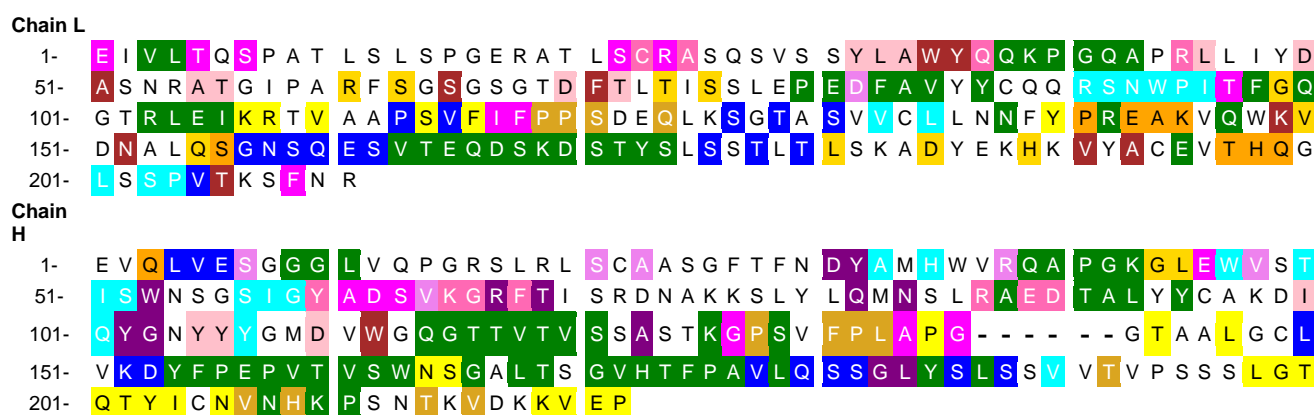 Chain L
1- E I V L T Q S P A T L S L S P G E R A T L S C R A S Q S V S S Y L A W Y Q Q K P G Q A P R L L I Y D
51- A S N R A T G I P A R F S G S G S G T D F T L T I S S L E P E D F A V Y Y C Q Q R S N W P I T F G Q
101- G T R L E I K R T V A A P S V F I F P P S D E Q L K S G T A S V V C L L N N F Y P R E A K V Q W K V
151- D N A L Q S G N S Q E S V T E Q D S K D S T Y S L S S T L T L S K A D Y E K H K V Y A C E V T H Q G
201- L S S P V T K S F N R
Chain
H
1- E V Q L V E S G G G L V Q P G R S L R L S C A A S G F T F N D Y A M H W V R Q A P G K G L E W V S T
51- I S W N S G S I G Y A D S V K G R F T I S R D N A K K S L Y L Q M N S L R A E D T A L Y Y C A K D I
101- Q Y G N Y Y Y G M D V W G Q G T T V T V S S A S T K G P S V F P L A P G - - - - - - G T A A L G C L
151- V K D Y F P E P V T V S W N S G A L T S G V H T F P A V L Q S S G L Y S L S S V V T V P S S S L G T
201- Q T Y I C N V N H K P S N T K V D K K V E P